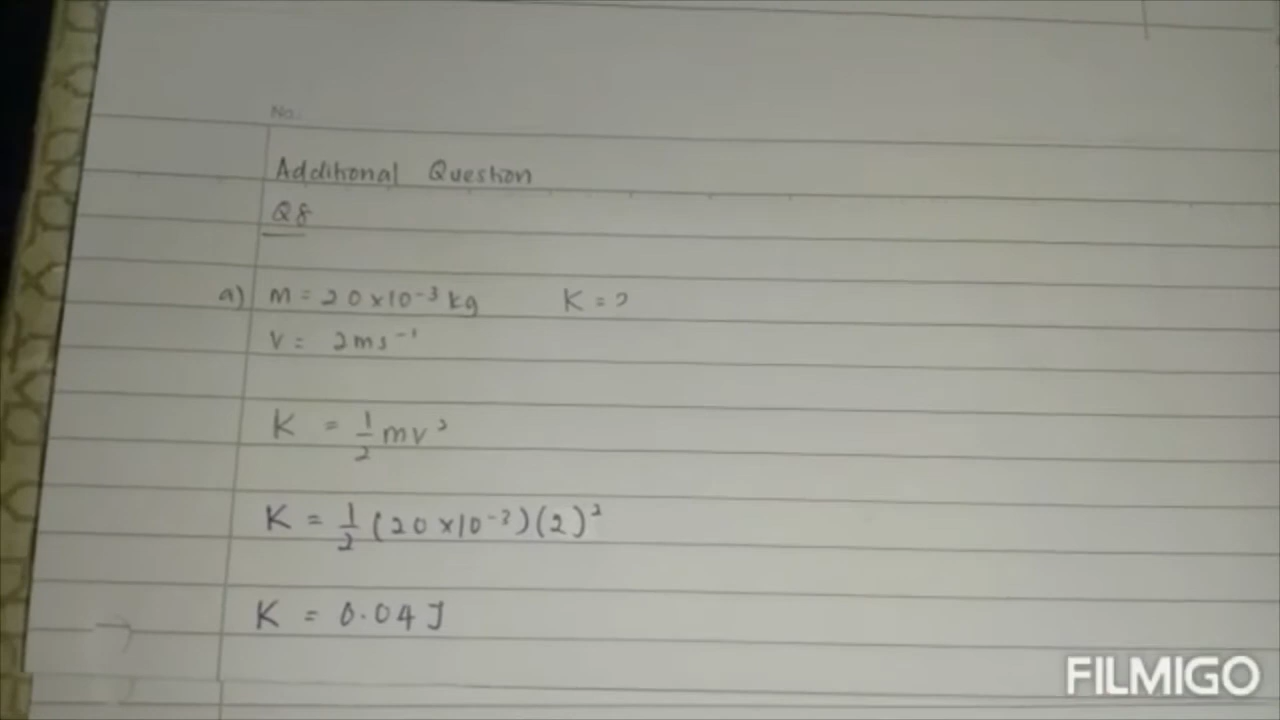 No.
Additional Question
Q8
a) m = 20 x 10⁻³ kg K = ?
v = 2 ms⁻¹
K = 1/2 mv²
K = 1/2 (20 x 10⁻³)(2)²
K = 0.04 J
FILMIGO